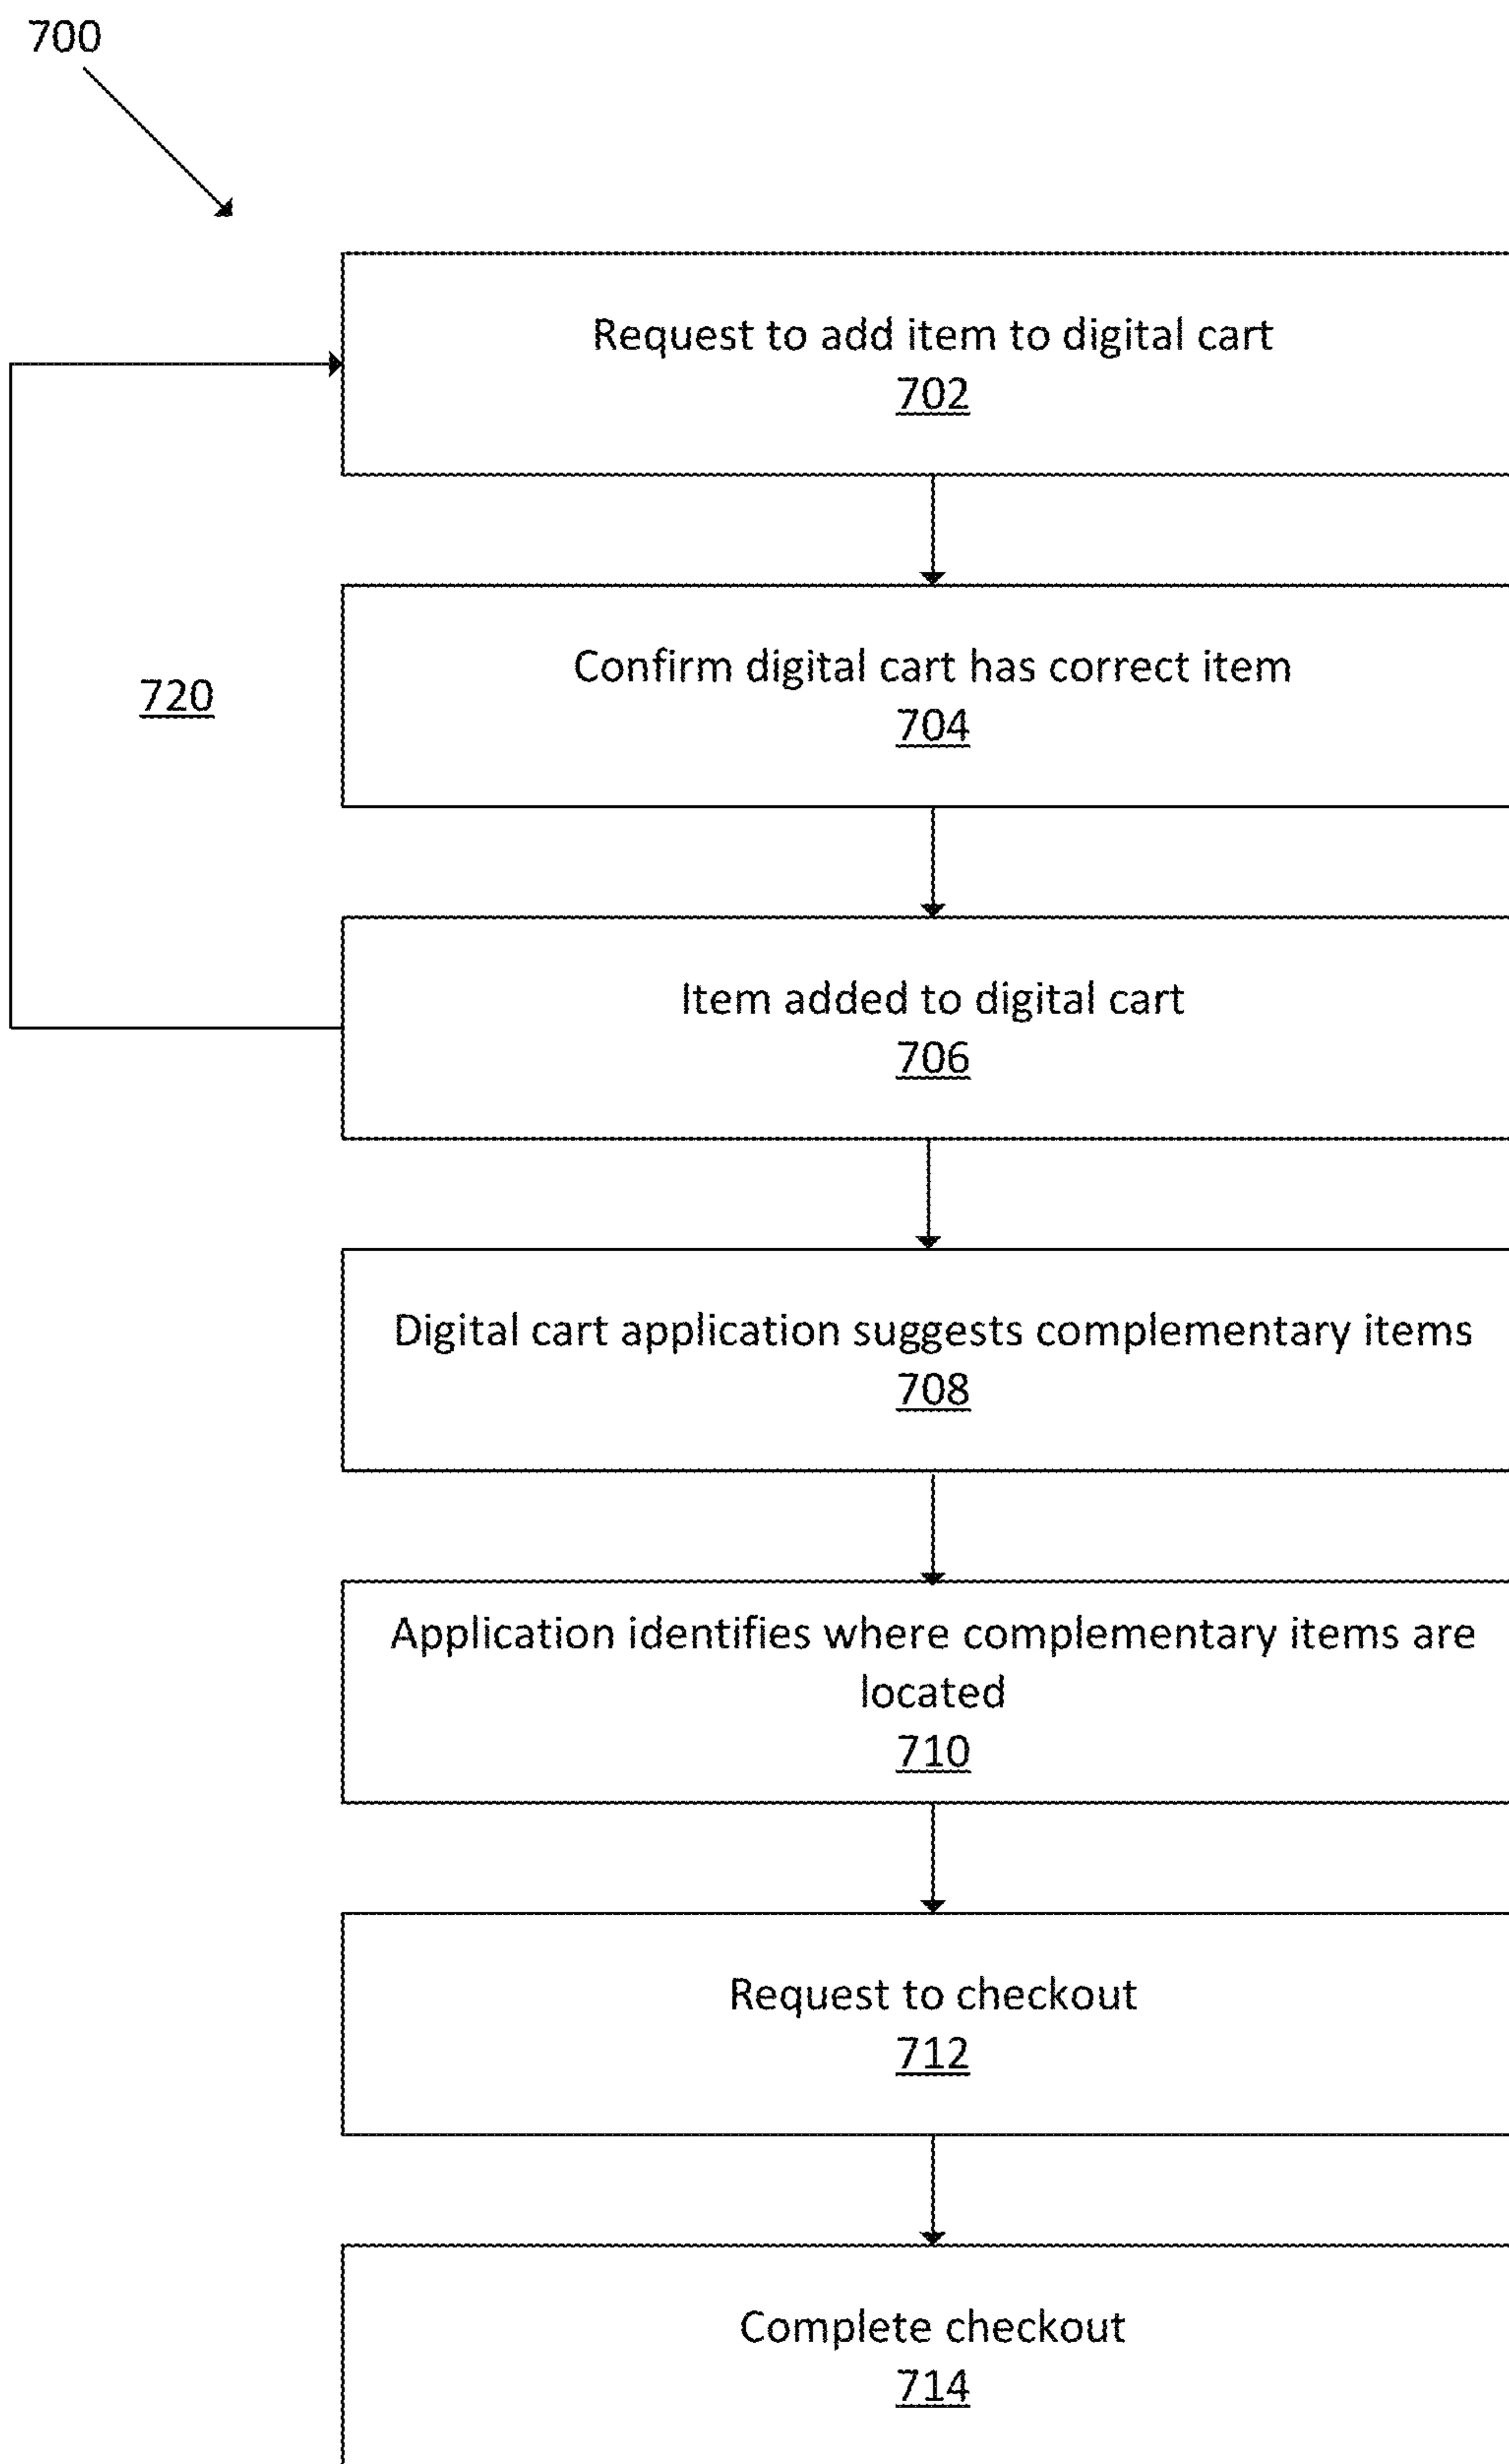 700
Request to add item to digital cart
702
Confirm digital cart has correct item
704
720
Item added to digital cart
706
Digital cart application suggests complementary items
708
Application identifies where complementary items are
located
710
Request to checkout
712
Complete checkout
714